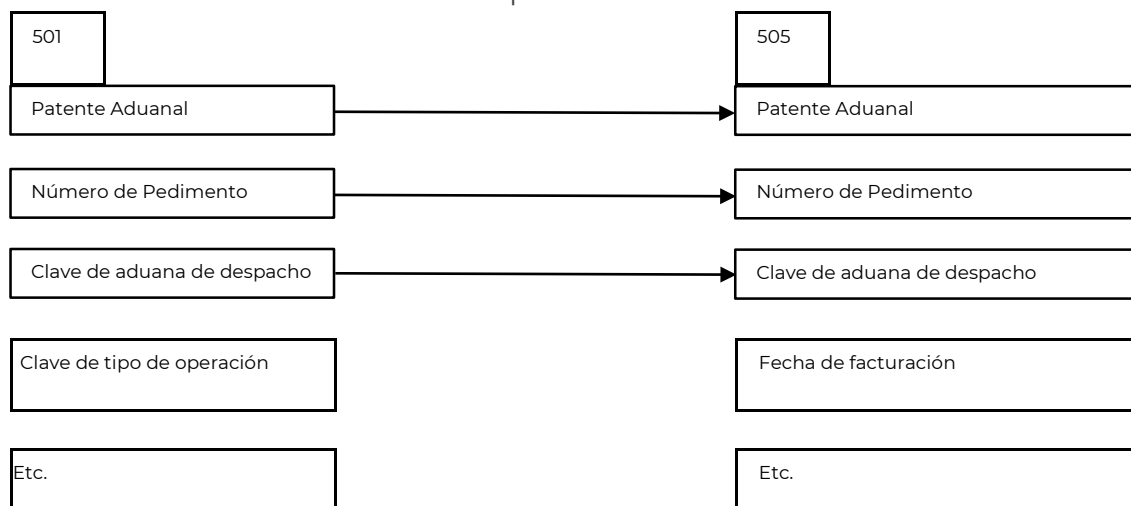 501
505
Patente Aduanal
Patente Aduanal
Número de Pedimento
Número de Pedimento
Clave de aduana de despacho
Clave de aduana de despacho
Clave de tipo de operación
Fecha de facturación
Etc.
Etc.